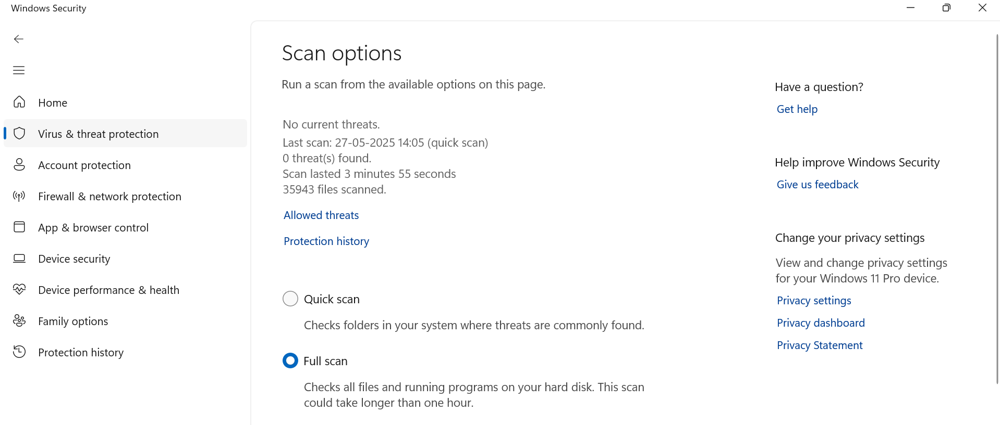 Windows Security
Home
Virus & threat protection
Account protection
Firewall & network protection
App & browser control
Device security
Device performance & health
Family options
Protection history
Scan options
Run a scan from the available options on this page.
No current threats.
Last scan: 27-05-2025 14:05 (quick scan)
0 threat(s) found.
Scan lasted 3 minutes 55 seconds
35943 files scanned.
Allowed threats
Protection history
Quick scan
Checks folders in your system where threats are commonly found.
Full scan
Checks all files and running programs on your hard disk. This scan
could take longer than one hour.
Have a question?
Get help
Help improve Windows Security
Give us feedback
Change your privacy settings
View and change privacy settings
for your Windows 11 Pro device.
Privacy settings
Privacy dashboard
Privacy Statement